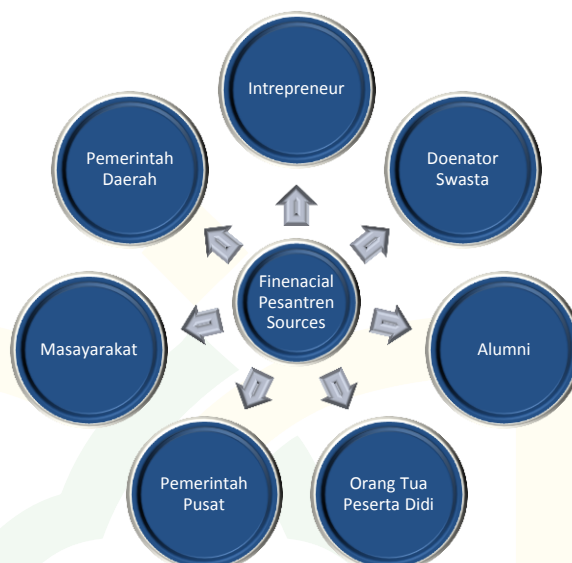 Intrepreneur
Pemerintah
Daerah
Doenator
Swasta
Finenacial
Pesantren
Sources
Masayarakat
Alumni
Pemerintah
Pusat
Orang Tua
Peserta Didi